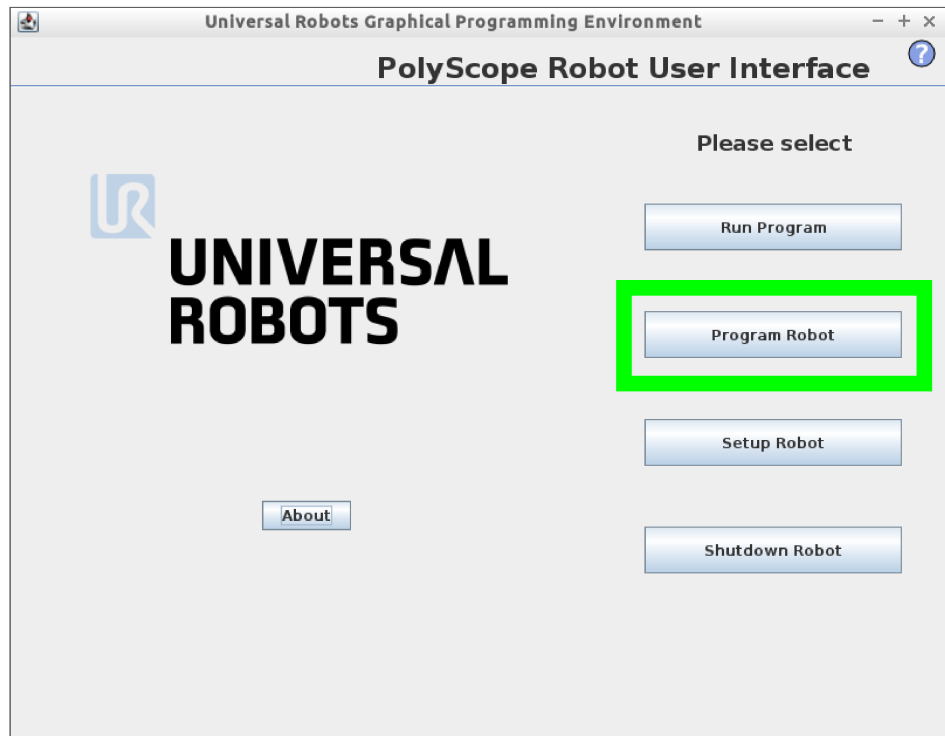 Universal Robots Graphical Programming Environment
PolyScope Robot User Interface
?
Please select
UR
UNIVERSAL
ROBOTS
Run Program
Program Robot
Setup Robot
About
Shutdown Robot